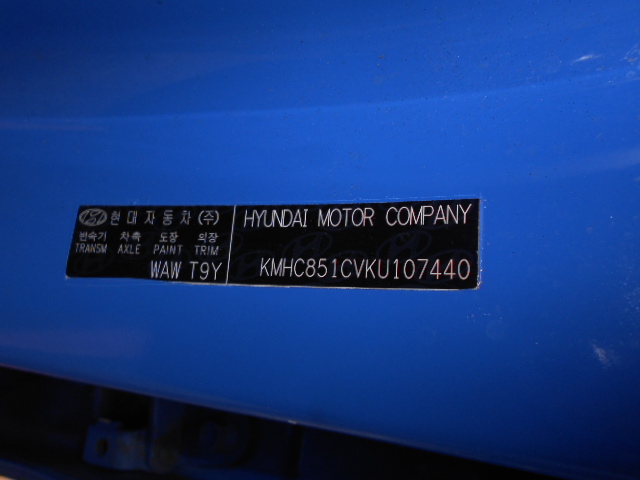 현대자동차(주)
변속기 차축 도장 의장
TRANSM AXLE PAINT TRIM
WAW T9Y
HYUNDAI MOTOR COMPANY
KMHC851CVKU107440